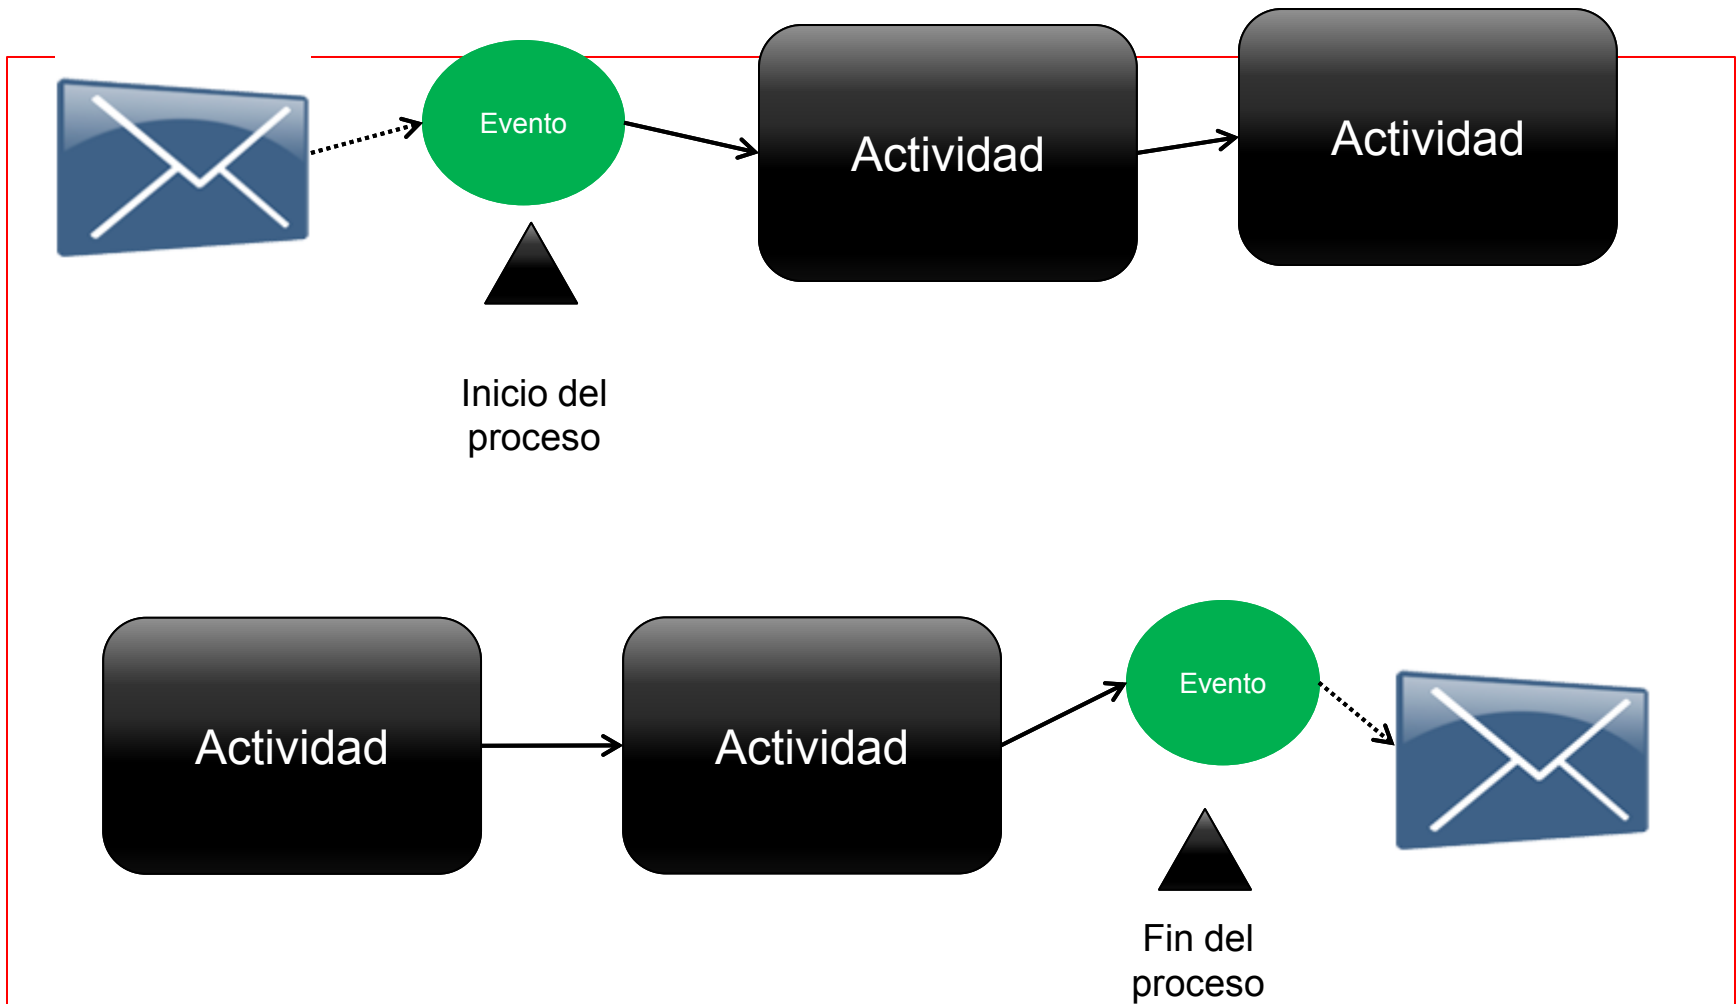 Evento
Actividad
Actividad
Inicio del
proceso
Actividad
Actividad
Evento
Fin del
proceso